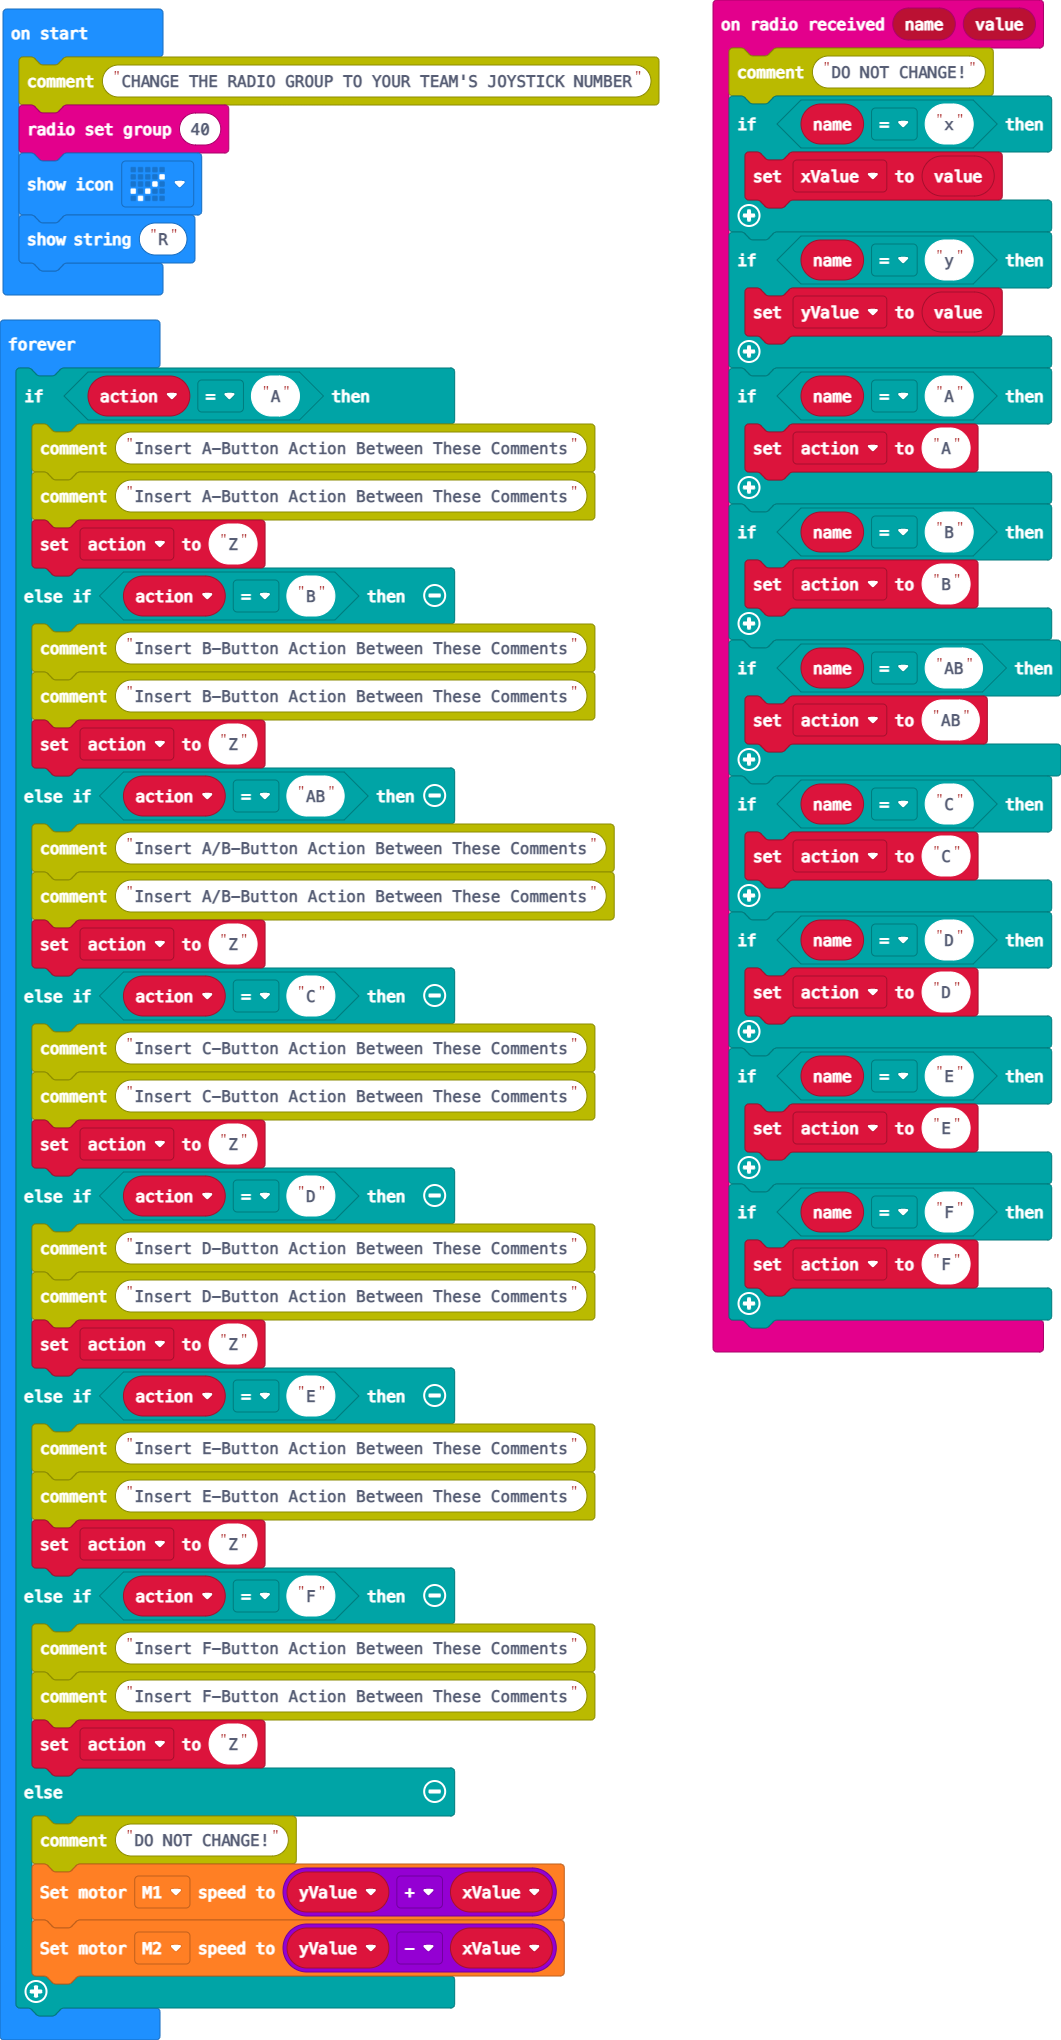 on start
comment "CHANGE THE RADIO GROUP TO YOUR TEAM'S JOYSTICK NUMBER"
radio set group 40
show icon
show string "R"
forever
if action = "A" then
comment "Insert A-Button Action Between These Comments"
comment "Insert A-Button Action Between These Comments"
set action to "Z"
else if action = "B" then
comment "Insert B-Button Action Between These Comments"
comment "Insert B-Button Action Between These Comments"
set action to "Z"
else if action = "AB" then
comment "Insert A/B-Button Action Between These Comments"
comment "Insert A/B-Button Action Between These Comments"
set action to "Z"
else if action = "C" then
comment "Insert C-Button Action Between These Comments"
comment "Insert C-Button Action Between These Comments"
set action to "Z"
else if action = "D" then
comment "Insert D-Button Action Between These Comments"
comment "Insert D-Button Action Between These Comments"
set action to "Z"
else if action = "E" then
comment "Insert E-Button Action Between These Comments"
comment "Insert E-Button Action Between These Comments"
set action to "Z"
else if action = "F" then
comment "Insert F-Button Action Between These Comments"
comment "Insert F-Button Action Between These Comments"
set action to "Z"
else
comment "DO NOT CHANGE!"
Set motor M1 speed to yValue + xValue
Set motor M2 speed to yValue - xValue
on radio received name value
comment "DO NOT CHANGE!"
if name = "x" then
set xValue to value
if name = "y" then
set yValue to value
if name = "A" then
set action to "A"
if name = "B" then
set action to "B"
if name = "AB" then
set action to "AB"
if name = "C" then
set action to "C"
if name = "D" then
set action to "D"
if name = "E" then
set action to "E"
if name = "F" then
set action to "F"